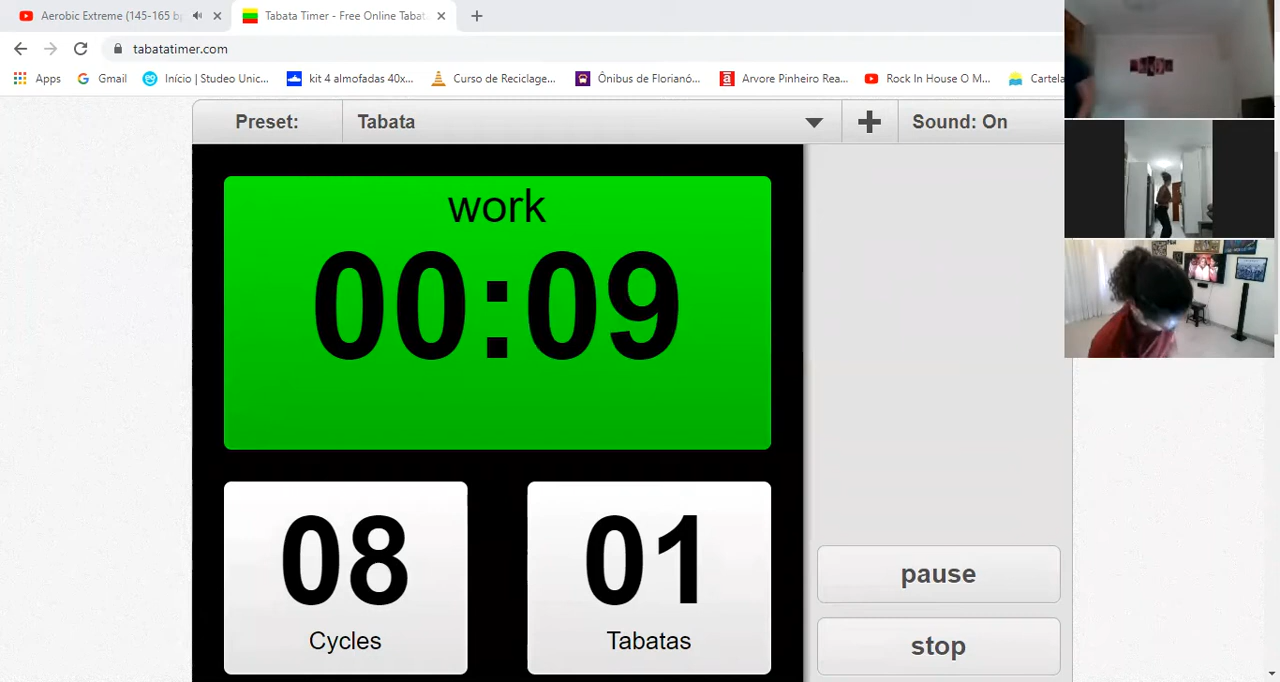 Aerobic Extreme (145-165 b
Tabata Timer - Free Online Tabat
tabatatimer.com
Apps
Gmail
Início | Studeo Unic...
kit 4 almofadas 40x...
Curso de Reciclage...
Ônibus de Florianó...
Arvore Pinheiro Rea...
Rock In House O M...
Cartela
Preset:
Tabata
Sound: On
work
00:09
08
Cycles
01
Tabatas
pause
stop